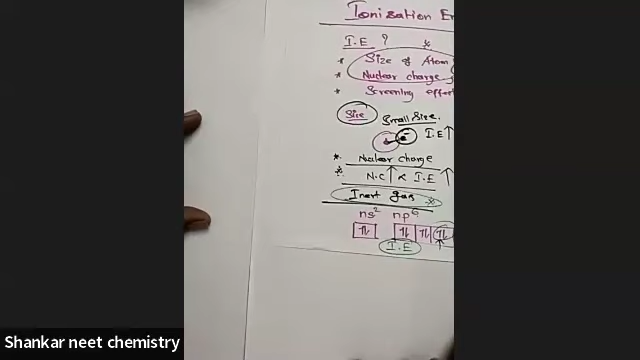 Ionisation En
I.E ?
* Size of Atom
* Nuclear charge
* Screening effect
Size Small Size.
I.E ↑
* Nuclear charge
* N.C ↑ ∝ I.E ↑
Inert gas *
ns² np⁶
I.E
Shankar neet chemistry